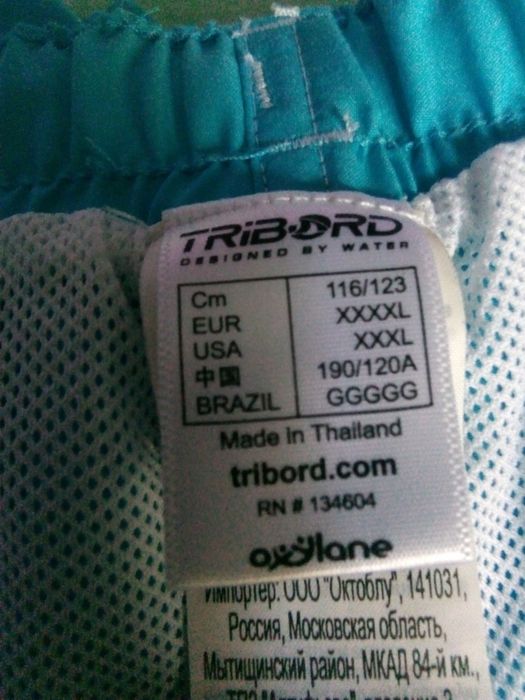 TRIBORD
DESIGNED BY WATER
Cm 116/123
EUR XXXXL
USA XXXL
中国 190/120A
BRAZIL GGGGG
Made in Thailand
tribord.com
RN # 134604
oxylane
Импортер: ООО "Октоблу", 141031,
Россия, Московская область,
Мытищинский район, МКАД 84-й км.,